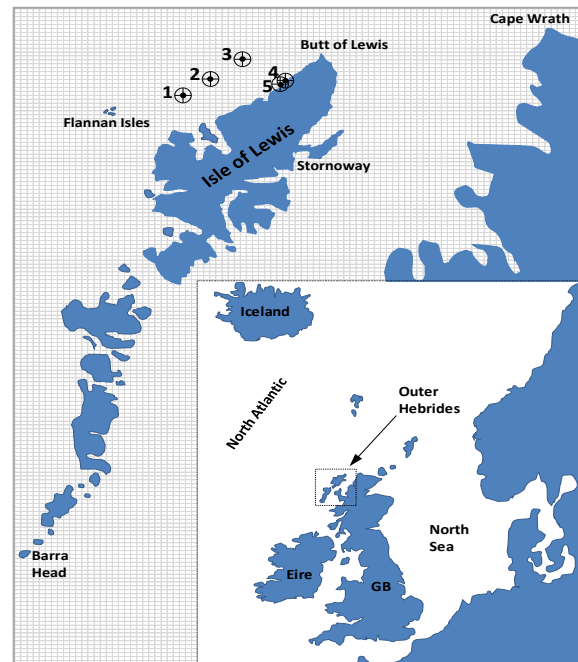 Cape Wrath
Butt of Lewis
3
4
2
5
1
Flannan Isles
Isle of Lewis
Stornoway
Iceland
North Atlantic
Outer
Hebrides
North
Sea
Barra
Head
Eire
GB